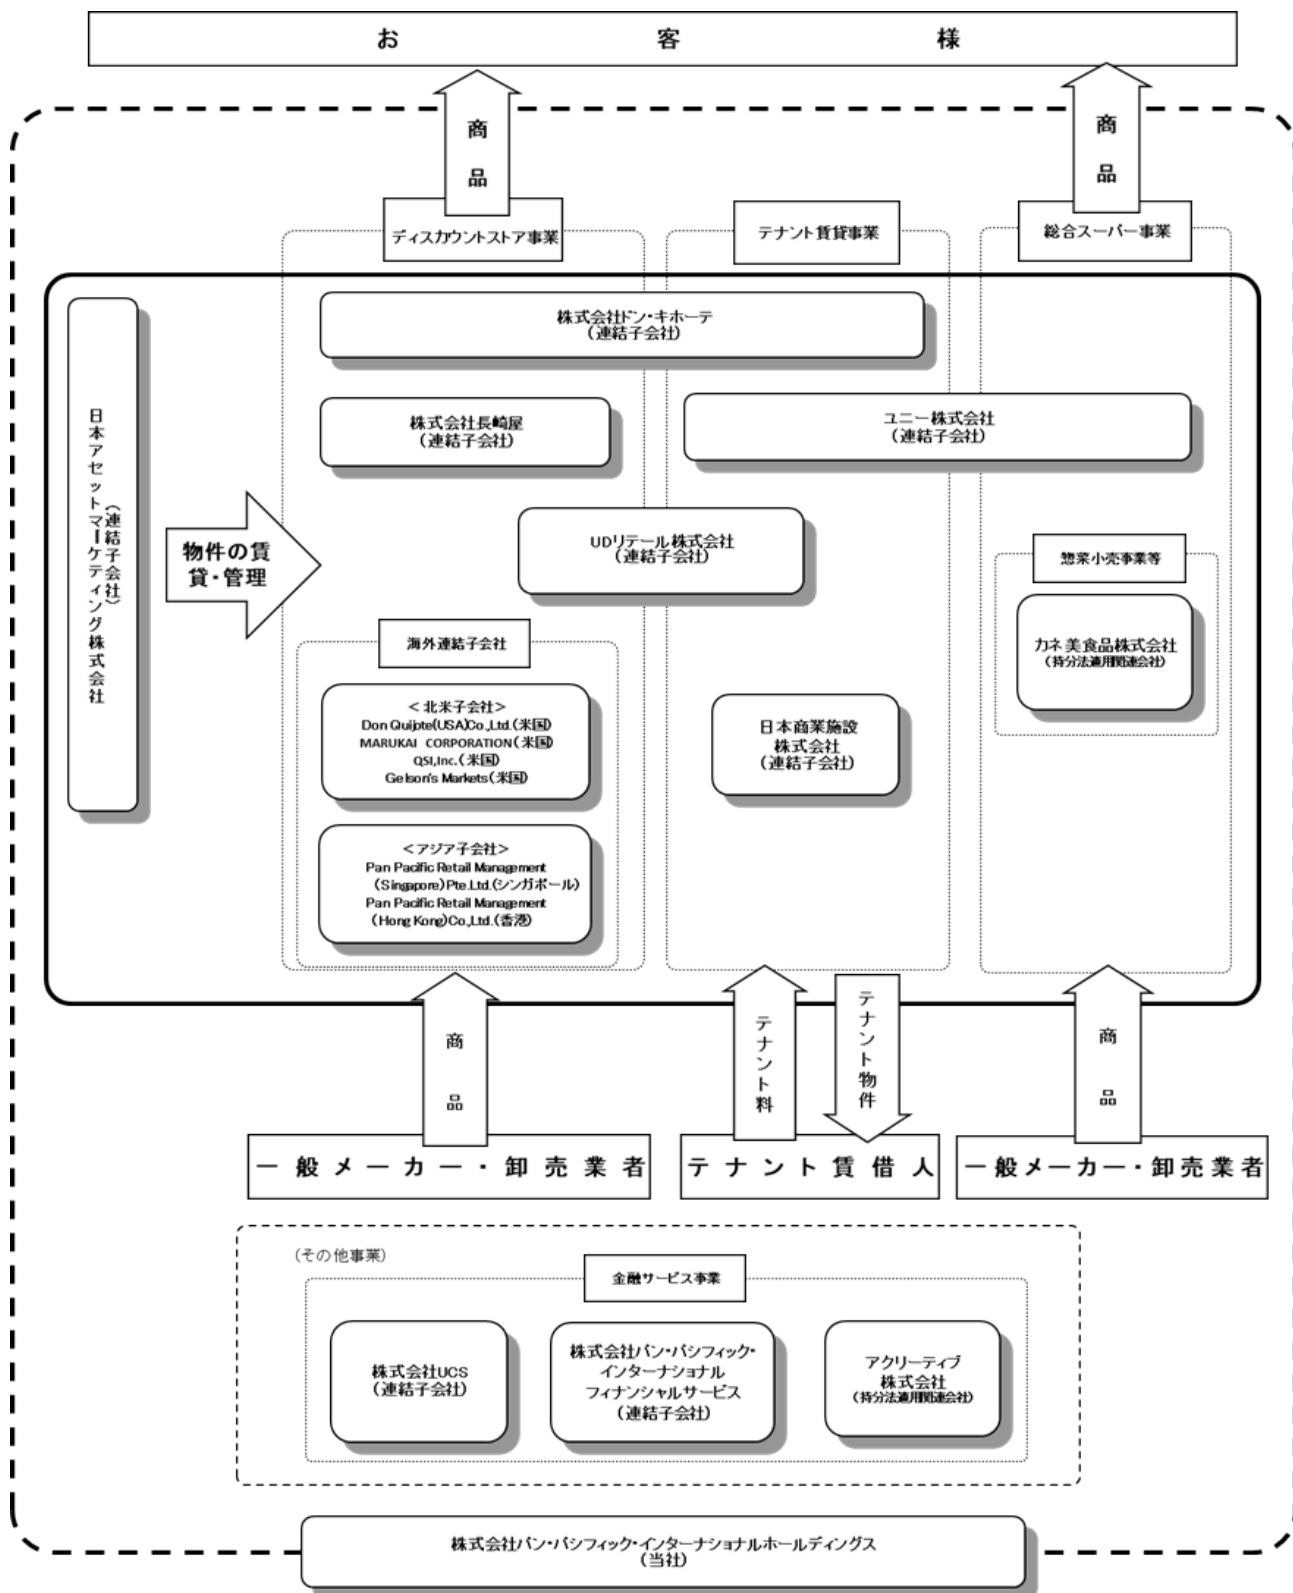 お客様
商品
商品
ディスカウントストア事業
テナント賃貸事業
総合スーパー事業
日本アセットマーケティング株式会社
（連結子会社）
物件の賃
貸・管理
株式会社ドン・キホーテ
（連結子会社）
株式会社長崎屋
（連結子会社）
ユニー株式会社
（連結子会社）
UDリテール株式会社
（連結子会社）
惣菜小売事業等
カネ美食品株式会社
（持分法適用関連会社）
海外連結子会社
＜北米子会社＞
Don Quijote(USA)Co.,Ltd.(米国)
MARUKAI CORPORATION(米国)
QSI,Inc.(米国)
Gelson's Markets(米国)
日本商業施設
株式会社
（連結子会社）
＜アジア子会社＞
Pan Pacific Retail Management
(Singapore)Pte.Ltd.(シンガポール)
Pan Pacific Retail Management
(Hong Kong)Co.,Ltd.(香港)
商品
テナント料
テナント物件
商品
一般メーカー・卸売業者
テナント賃借人
一般メーカー・卸売業者
(その他事業)
金融サービス事業
株式会社UCS
（連結子会社）
株式会社パン・パシフィック・
インターナショナル
フィナンシャルサービス
（連結子会社）
アクリーティブ
株式会社
（持分法適用関連会社）
株式会社パン・パシフィック・インターナショナルホールディングス
（当社）